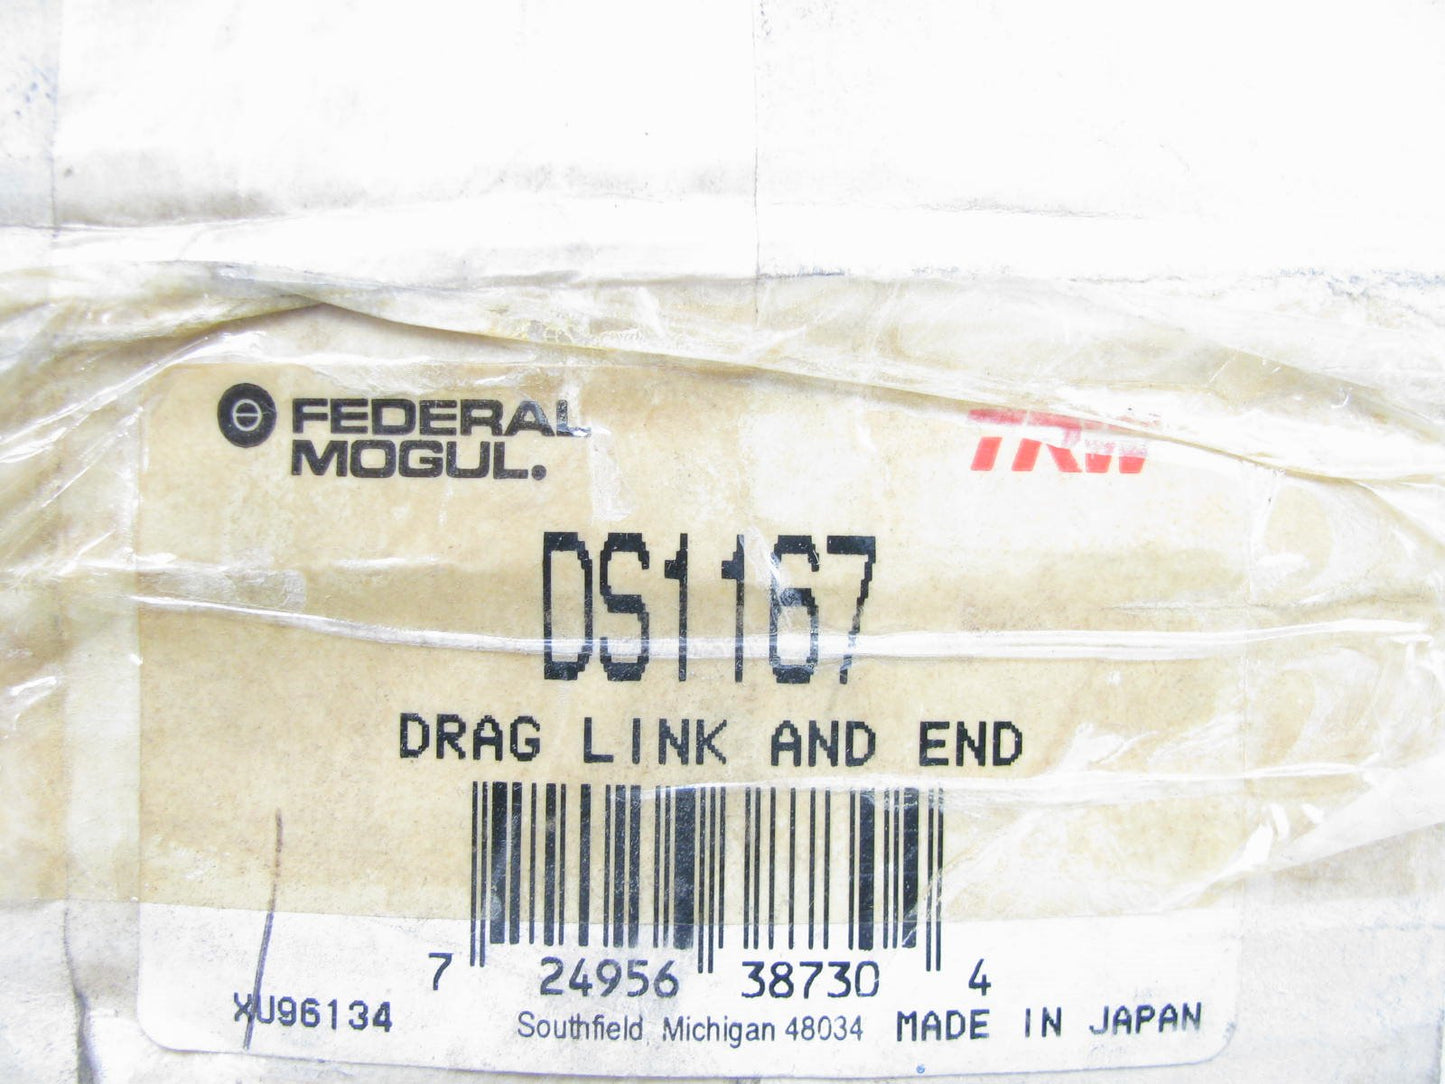 FEDERAL
MOGUL.
TRW
DS1167
DRAG LINK AND END
7 24956 38730 4
XU96134
Southfield, Michigan 48034
MADE IN JAPAN